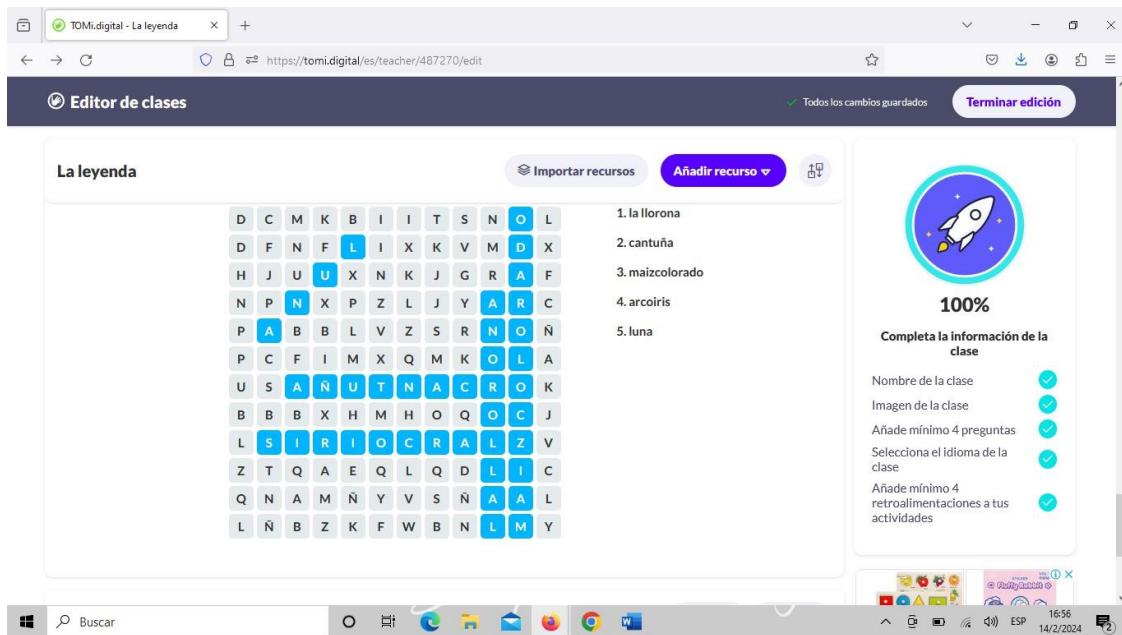 TOMi.digital - La leyenda
https://tomi.digital/es/teacher/487270/edit
Editor de clases
Todos los cambios guardados
Terminar edición
La leyenda
Importar recursos
Añadir recurso
D C M K B I I T S N O L
D F N F L I X K V M D X
H J U U X N K J G R A F
N P N X P Z L J Y A R C
P A B B L V Z S R N O Ñ
P C F I M X Q M K O L A
U S A Ñ U T N A C R O K
B B B X H M H O Q O C J
L S I R I O C R A L Z V
Z T Q A E Q L Q D L I C
Q N A M Ñ Y V S Ñ A A L
L Ñ B Z K F W B N L M Y
1. la llorona
2. cantuña
3. maizcolorado
4. arcoiris
5. luna
100%
Completa la información de la
clase
Nombre de la clase
Imagen de la clase
Añade mínimo 4 preguntas
Selecciona el idioma de la
clase
Añade mínimo 4
retroalimentaciones a tus
actividades
Buscar
ESP
16:56
14/2/2024
2